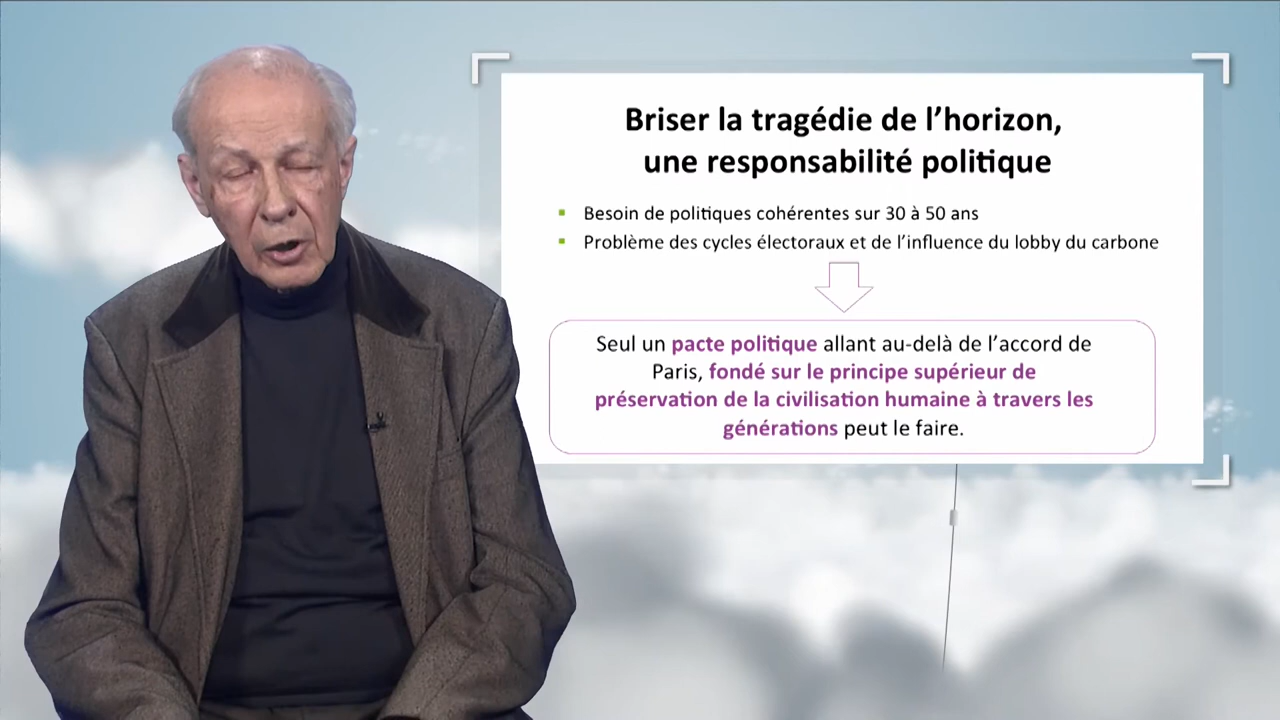 Briser la tragédie de l’horizon,
une responsabilité politique
Besoin de politiques cohérentes sur 30 à 50 ans
Problème des cycles électoraux et de l’influence du lobby du carbone
Seul un pacte politique allant au-delà de l’accord de
Paris, fondé sur le principe supérieur de
préservation de la civilisation humaine à travers les
générations peut le faire.